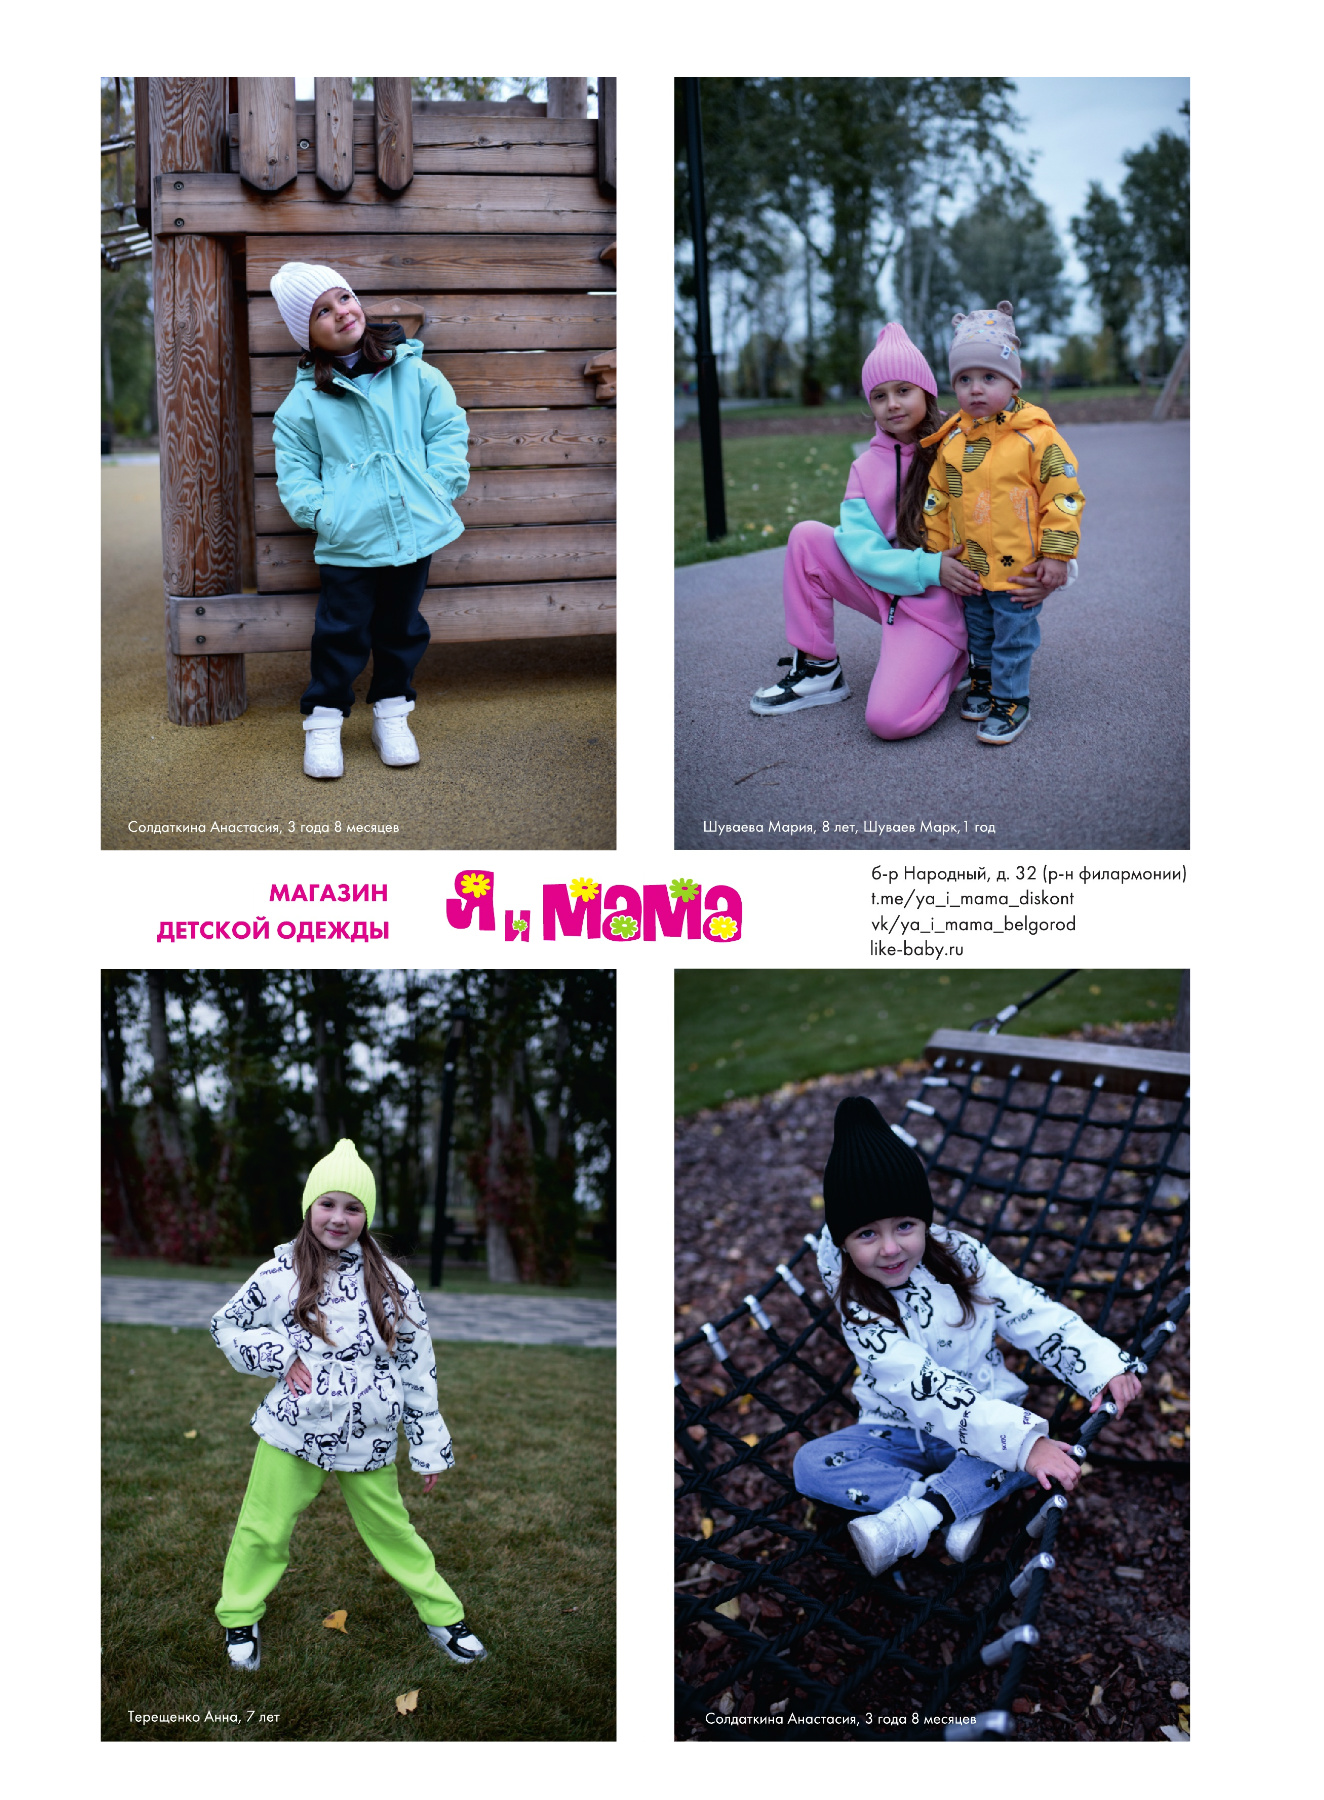 Солдаткина Анастасия, 3 года 8 месяцев
Шуваева Мария, 8 лет, Шуваев Марк,1 год
МАГАЗИН
ДЕТСКОЙ ОДЕЖДЫ
Я и мама
б-р Народный, д. 32 (р-н филармонии)
t.me/ya_i_mama_diskont
vk/ya_i_mama_belgorod
like-baby.ru
Терещенко Анна, 7 лет
Солдаткина Анастасия, 3 года 8 месяцев